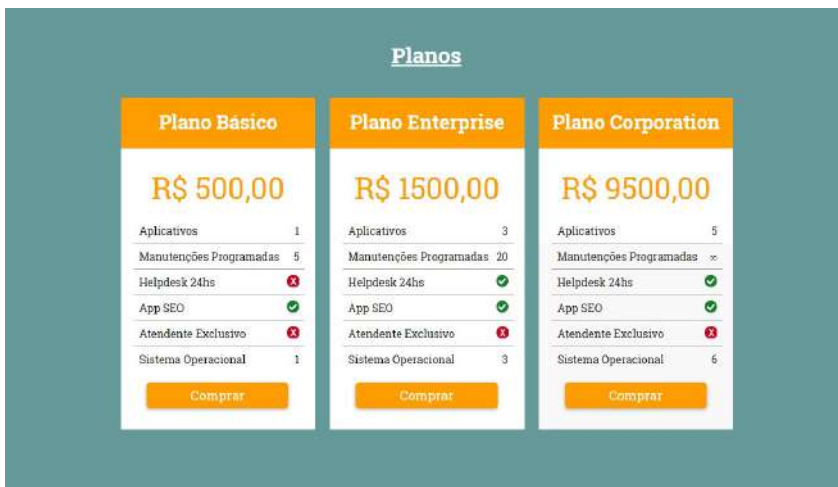 Planos
Plano Básico
R$ 500,00
Aplicativos 1
Manutenções Programadas 5
Helpdesk 24hs
App SEO
Atendente Exclusivo
Sistema Operacional 1
Comprar
Plano Enterprise
R$ 1500,00
Aplicativos 3
Manutenções Programadas 20
Helpdesk 24hs
App SEO
Atendente Exclusivo
Sistema Operacional 3
Comprar
Plano Corporation
R$ 9500,00
Aplicativos 5
Manutenções Programadas ∞
Helpdesk 24hs
App SEO
Atendente Exclusivo
Sistema Operacional 6
Comprar